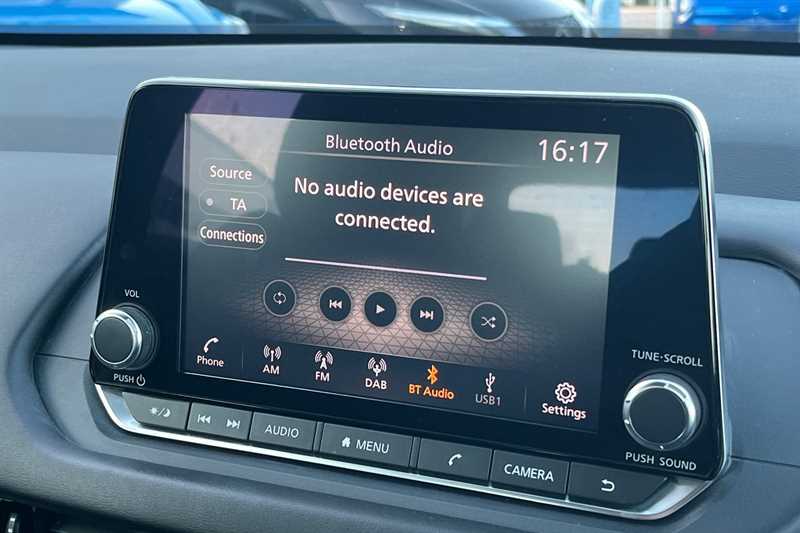 Bluetooth Audio
16:17
Source
TA
Connections
No audio devices are
connected.
VOL
PUSH
TUNE·SCROLL
PUSH SOUND
Phone
AM
FM
DAB
BT Audio
USB1
Settings
AUDIO
MENU
CAMERA